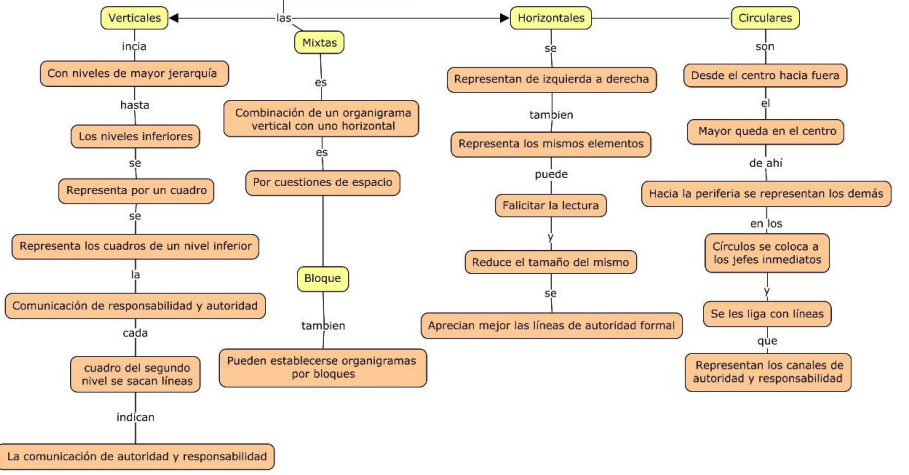 las
Verticales
incia
Con niveles de mayor jerarquía
hasta
Los niveles inferiores
se
Representa por un cuadro
se
Representa los cuadros de un nivel inferior
la
Comunicación de responsabilidad y autoridad
cada
cuadro del segundo
nivel se sacan líneas
indican
La comunicación de autoridad y responsabilidad
Mixtas
es
Combinación de un organigrama
vertical con uno horizontal
es
Por cuestiones de espacio
Bloque
tambien
Pueden establecerse organigramas
por bloques
Horizontales
se
Representan de izquierda a derecha
tambien
Representa los mismos elementos
puede
Falicitar la lectura
y
Reduce el tamaño del mismo
se
Aprecian mejor las líneas de autoridad formal
Circulares
son
Desde el centro hacia fuera
el
Mayor queda en el centro
de ahí
Hacia la periferia se representan los demás
en los
Círculos se coloca a
los jefes inmediatos
y
Se les liga con líneas
que
Representan los canales de
autoridad y responsabilidad